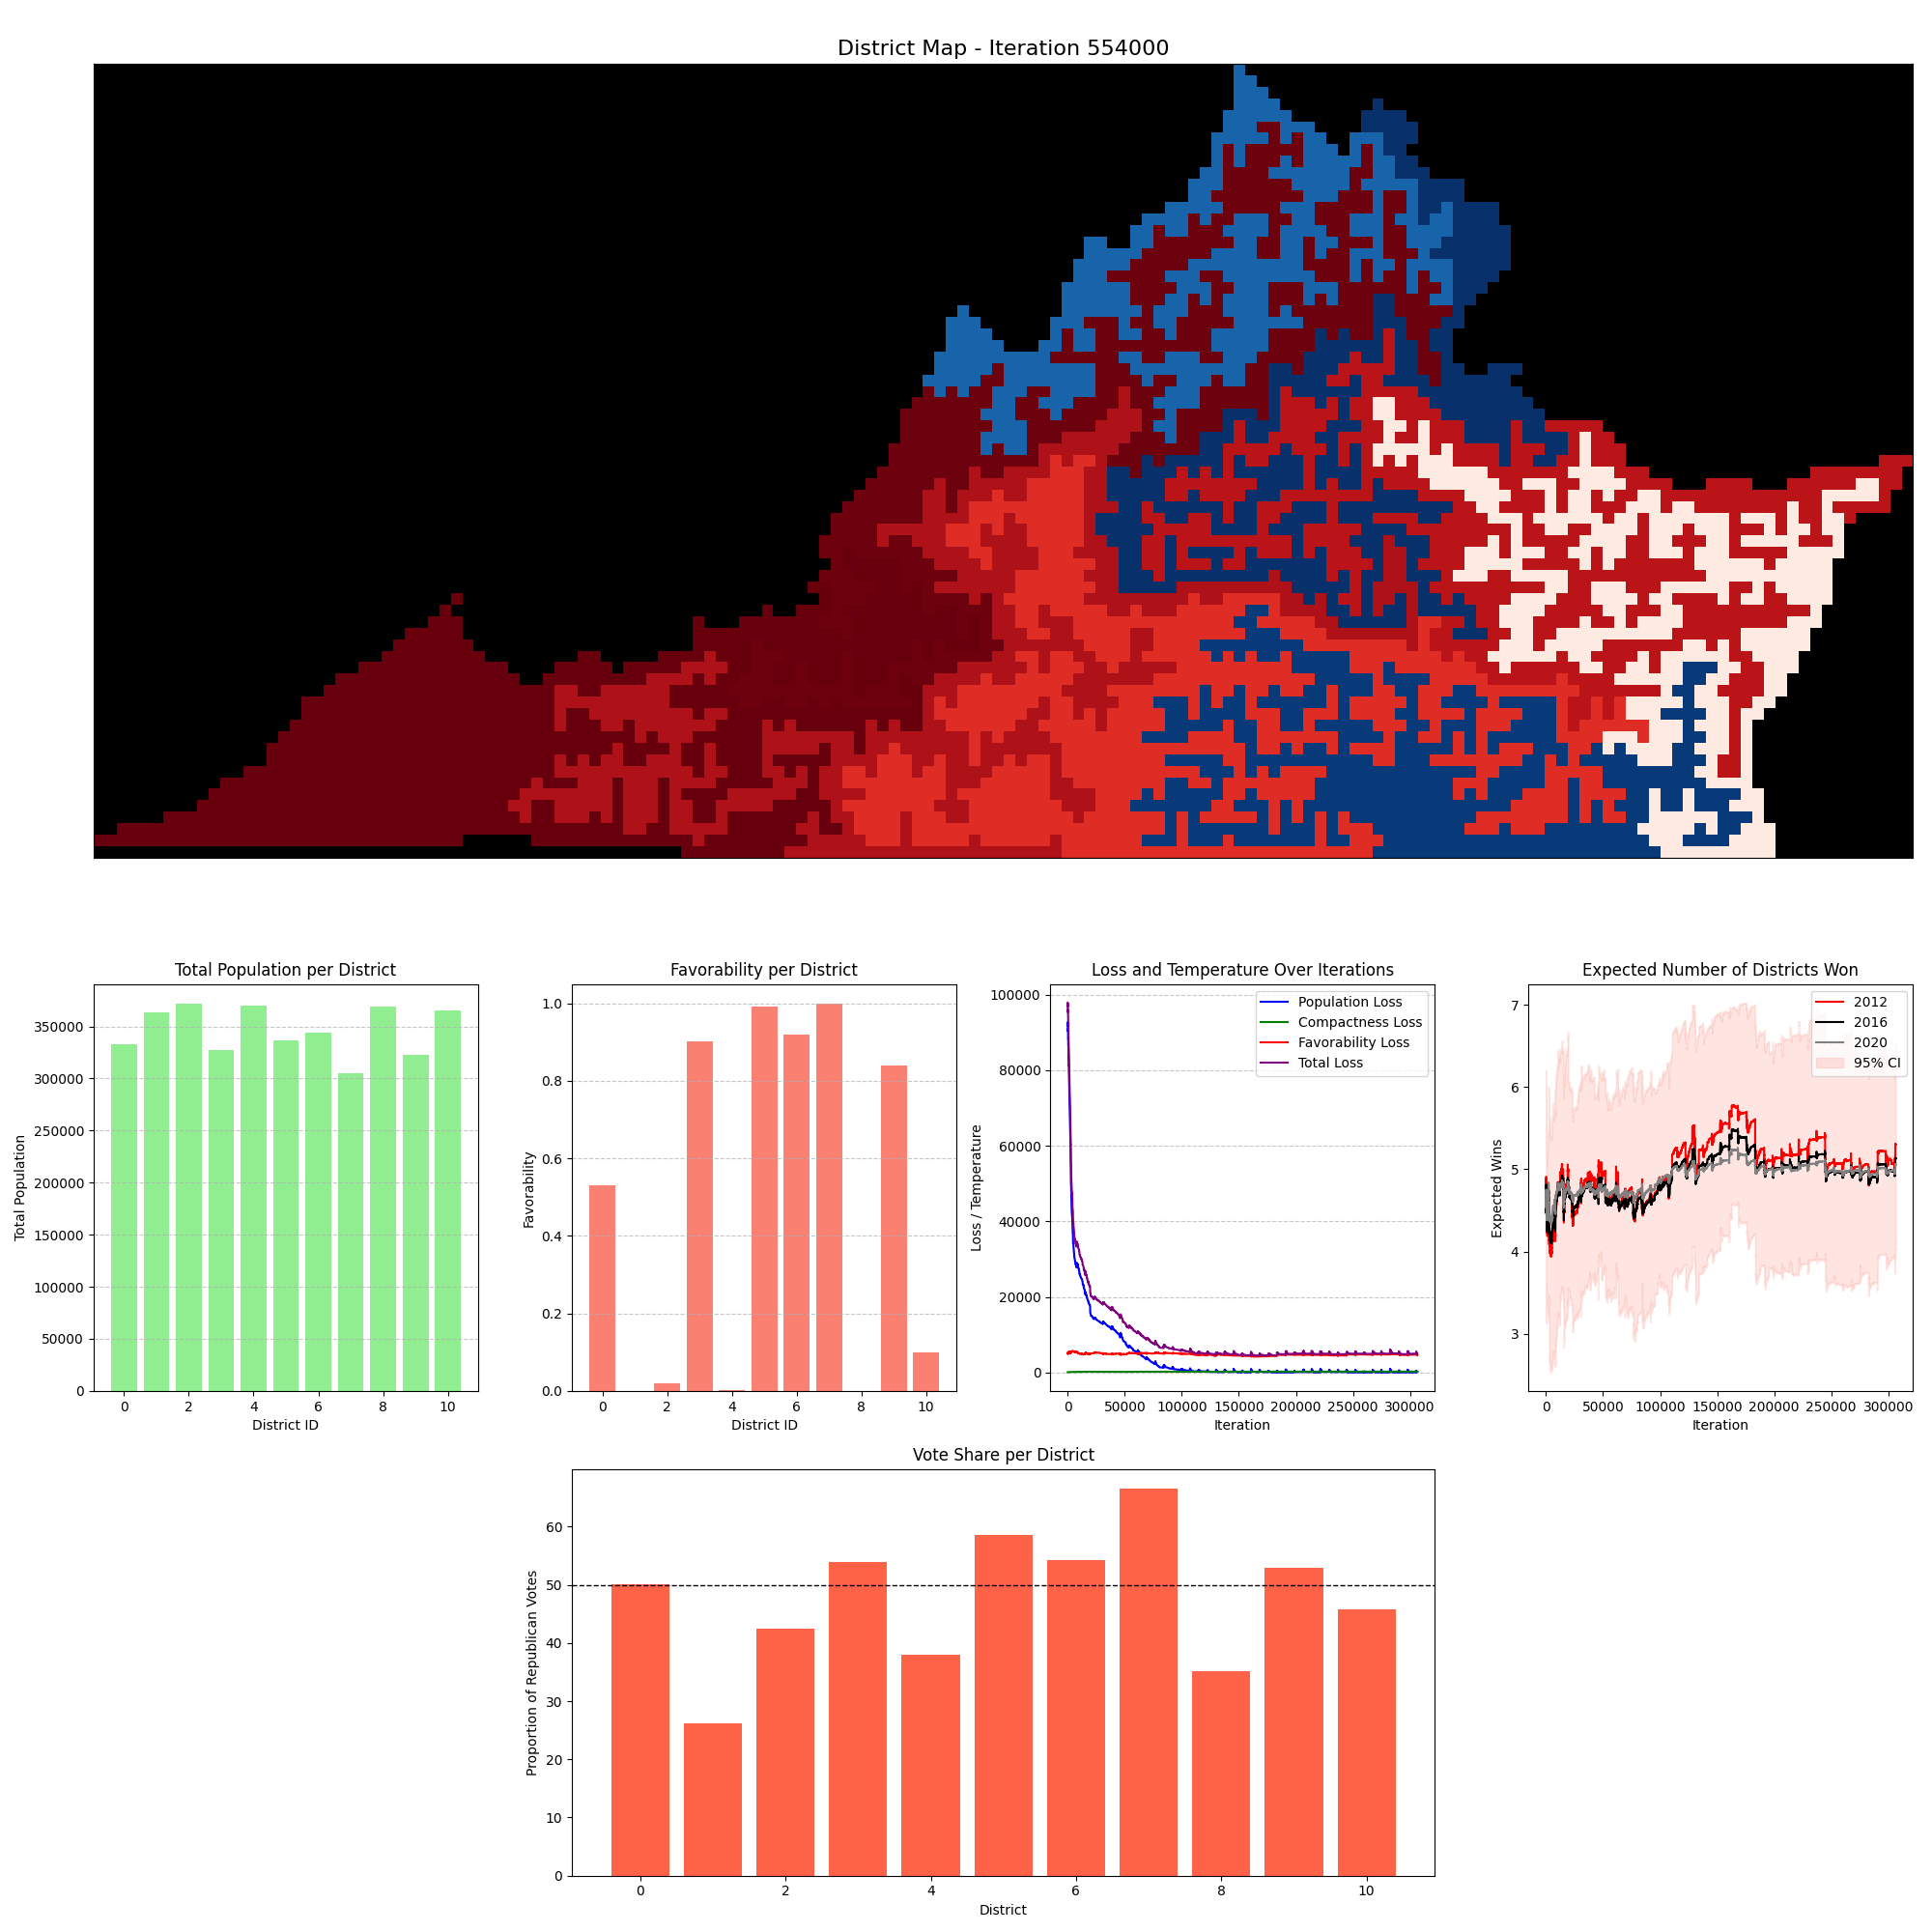 District Map - Iteration 554000
Total Population per District
Total Population
350000
300000
250000
200000
150000
100000
50000
0
0 2 4 6 8 10
District ID
Favorability per District
Favorability
1.0
0.8
0.6
0.4
0.2
0.0
0 2 4 6 8 10
District ID
Loss and Temperature Over Iterations
Loss / Temperature
100000
80000
60000
40000
20000
0
Population Loss
Compactness Loss
Favorability Loss
Total Loss
0 50000 100000 150000 200000 250000 300000
Iteration
Expected Number of Districts Won
Expected Wins
7
6
5
4
3
2012
2016
2020
95% CI
0 50000 100000 150000 200000 250000 300000
Iteration
Vote Share per District
Proportion of Republican Votes
60
50
40
30
20
10
0
0 2 4 6 8 10
District